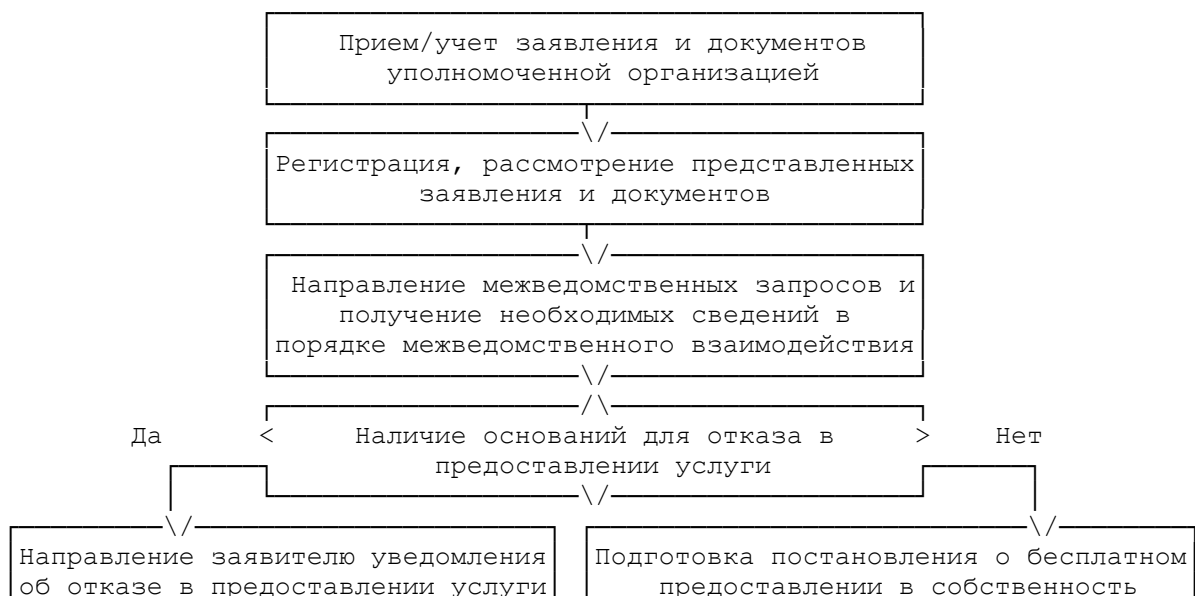 Прием/учет заявления и документов
уполномоченной организацией
Регистрация, рассмотрение представленных
заявления и документов
Направление межведомственных запросов и
получение необходимых сведений в
порядке межведомственного взаимодействия
Да < Наличие оснований для отказа в > Нет
предоставлении услуги
Направление заявителю уведомления
об отказе в предоставлении услуги
Подготовка постановления о бесплатном
предоставлении в собственность